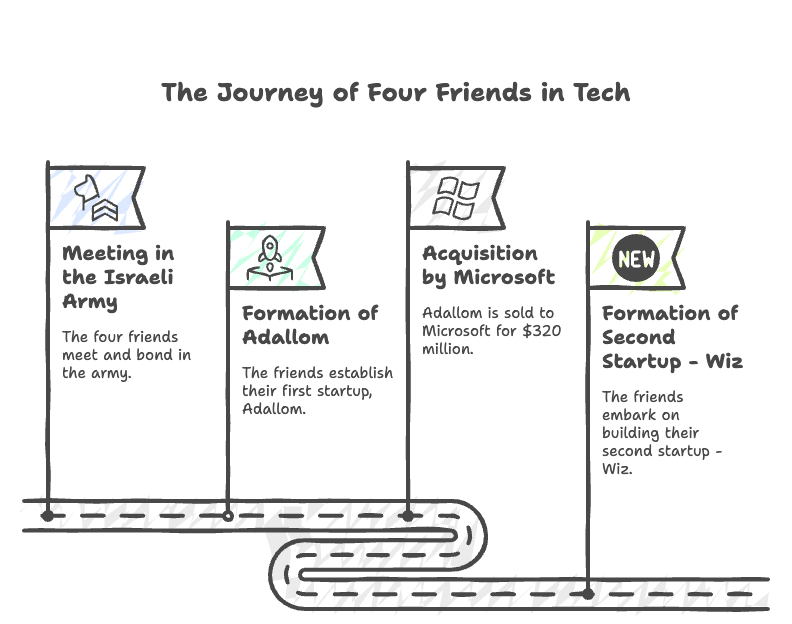 The Journey of Four Friends in Tech
Meeting in
the Israeli
Army
The four friends
meet and bond in
the army.
Formation of
Adallom
The friends establish
their first startup,
Adallom.
Acquisition
by Microsoft
Adallom is sold to
Microsoft for $320
million.
NEW
Formation of
Second
Startup - Wiz
The friends
embark on
building their
second startup -
Wiz.